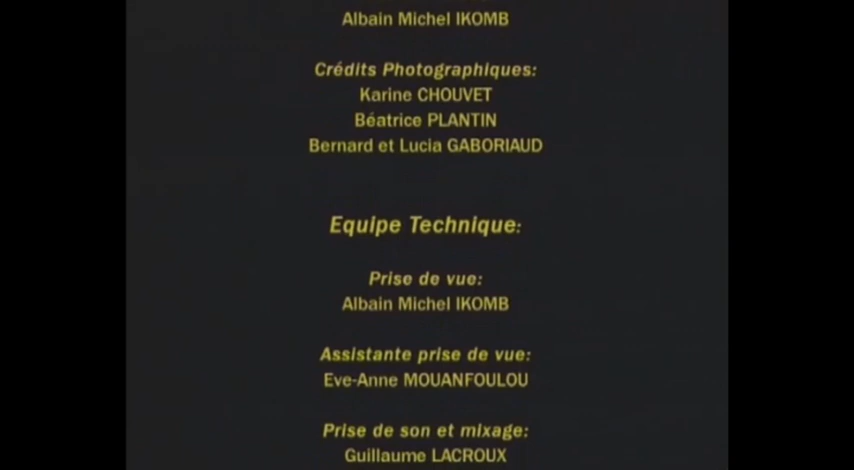 Albain Michel IKOMB
Crédits Photographiques:
Karine CHOUVET
Béatrice PLANTIN
Bernard et Lucia GABORIAUD
Equipe Technique:
Prise de vue:
Albain Michel IKOMB
Assistante prise de vue:
Eve-Anne MOUANFOULOU
Prise de son et mixage:
Guillaume LACROUX